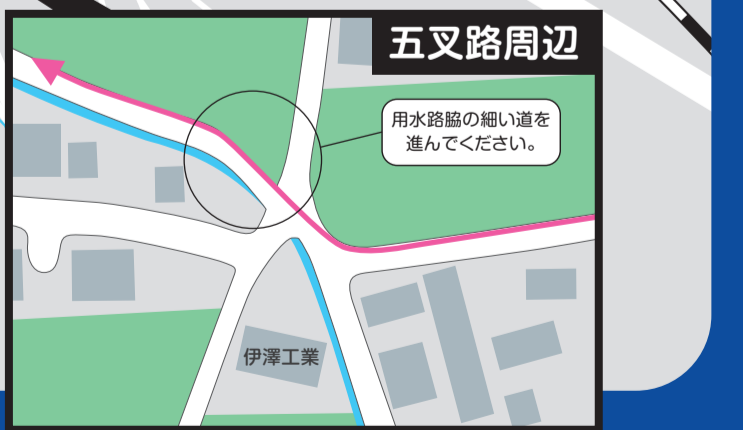 五叉路周辺
用水路脇の細い道を
進んでください。
伊澤工業